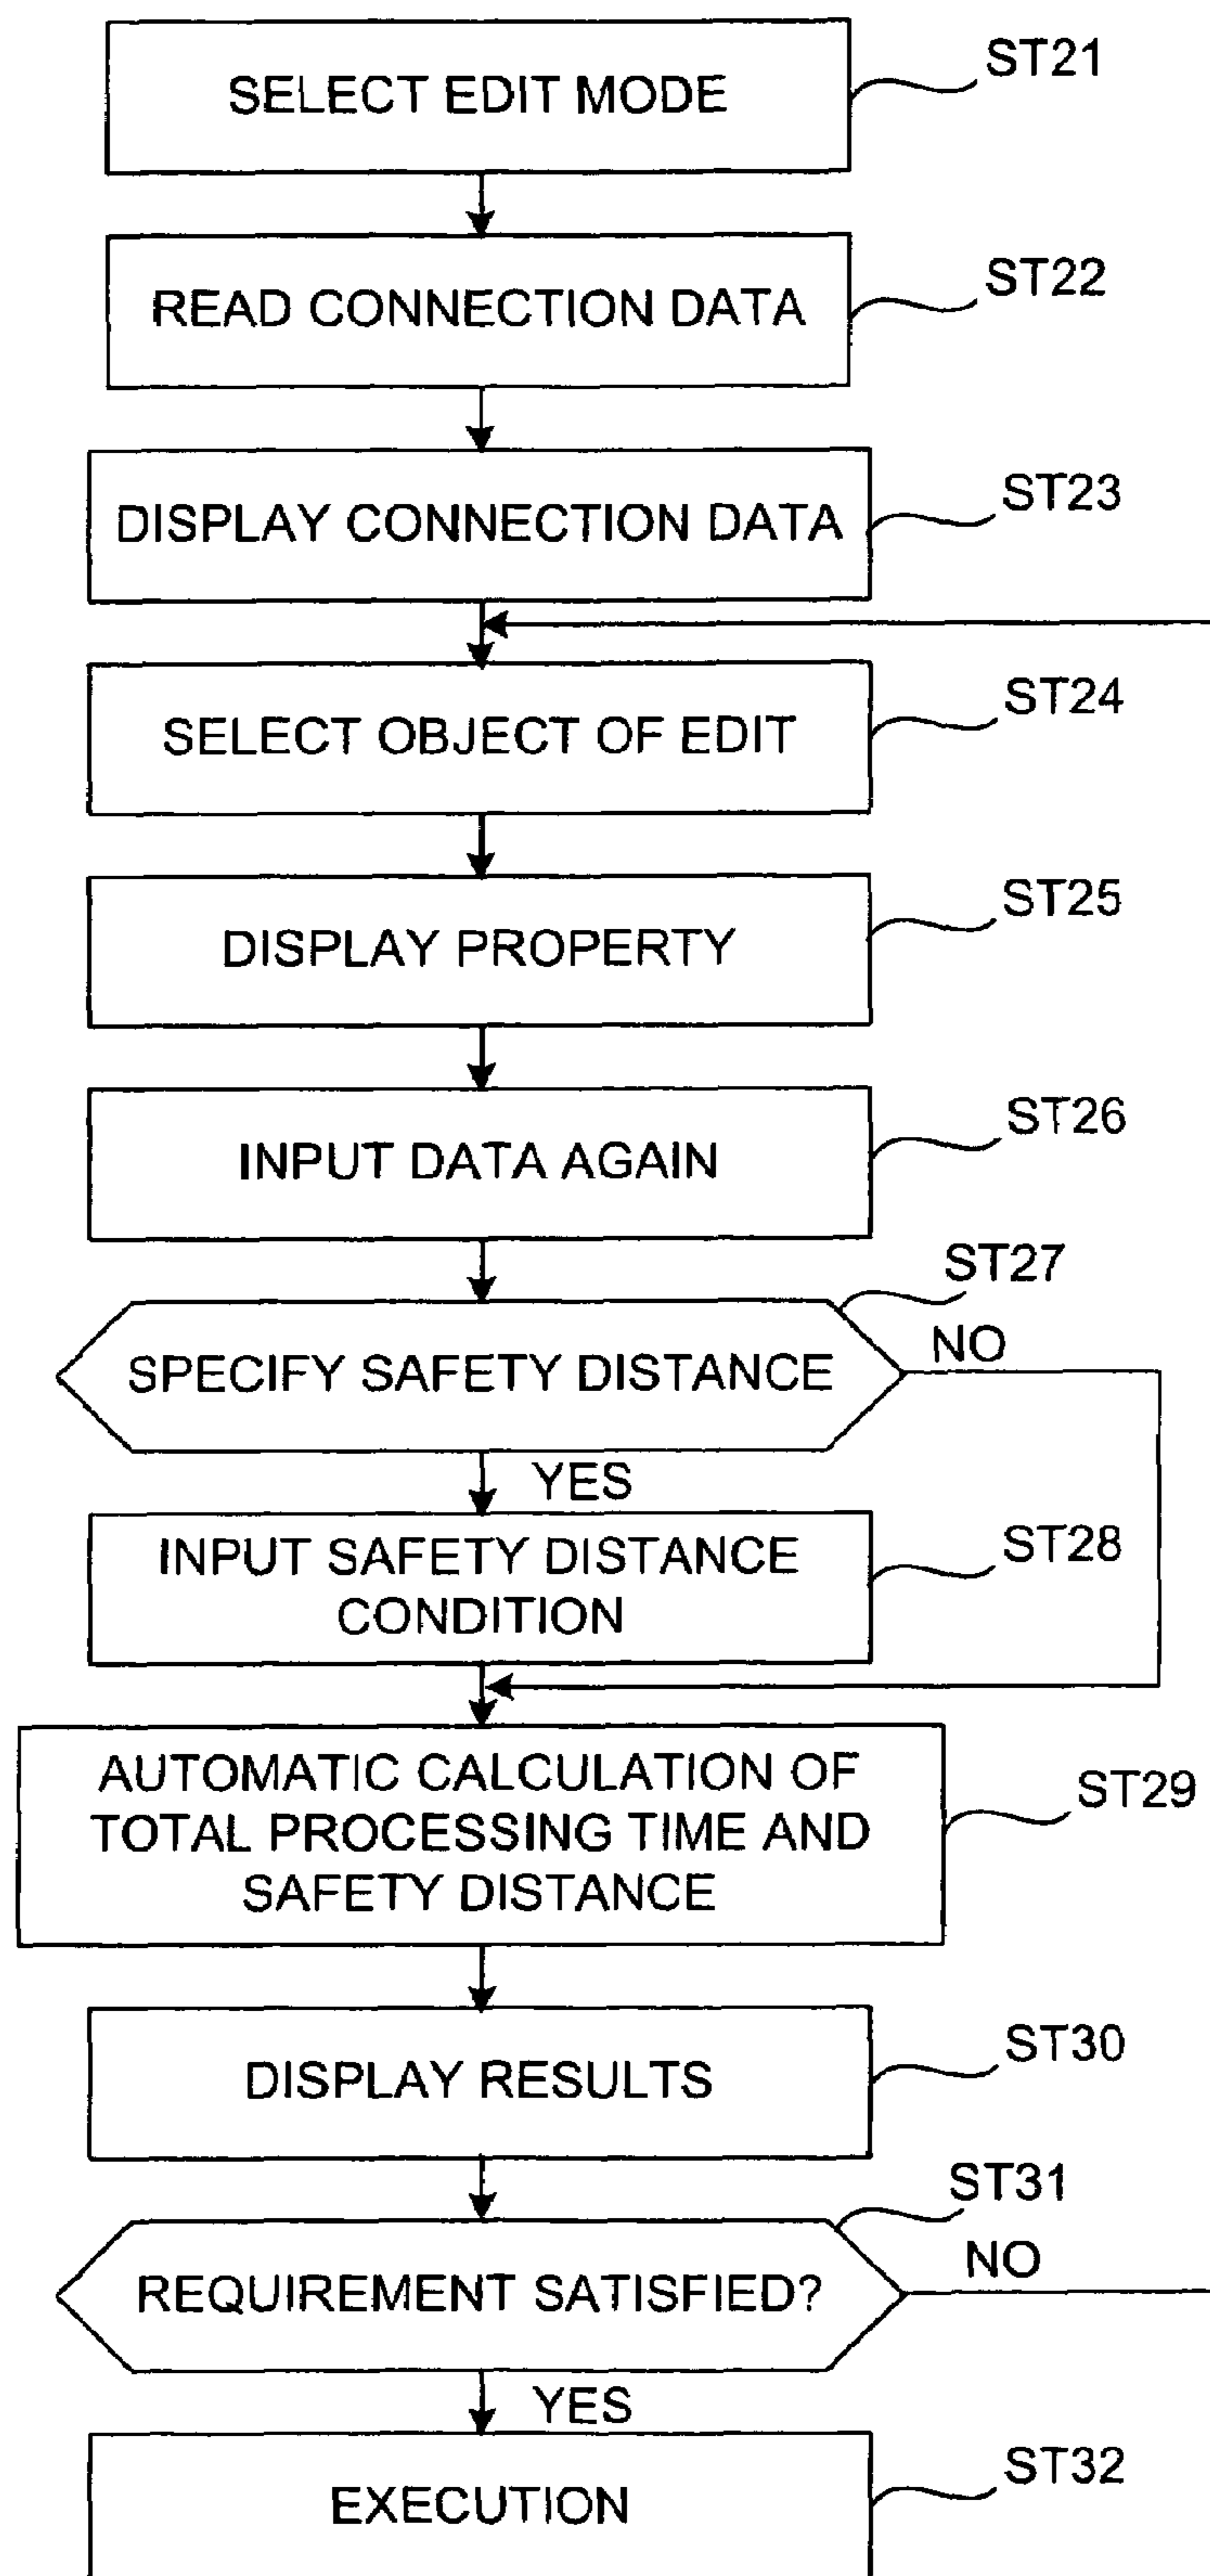 SELECT EDIT MODE
ST21
READ CONNECTION DATA
ST22
DISPLAY CONNECTION DATA
ST23
SELECT OBJECT OF EDIT
ST24
DISPLAY PROPERTY
ST25
INPUT DATA AGAIN
ST26
ST27
SPECIFY SAFETY DISTANCE
NO
YES
INPUT SAFETY DISTANCE
CONDITION
ST28
AUTOMATIC CALCULATION OF
TOTAL PROCESSING TIME AND
SAFETY DISTANCE
ST29
DISPLAY RESULTS
ST30
ST31
REQUIREMENT SATISFIED?
NO
YES
EXECUTION
ST32